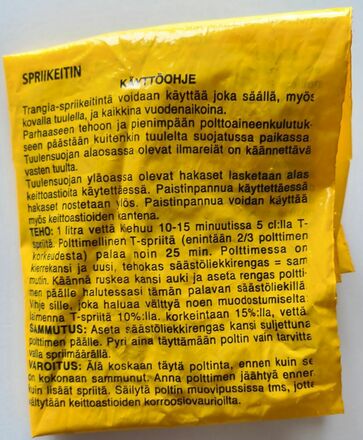 SPRIIKEITIN
KÄYTTÖOHJE
Trangia-spriikeitintä voidaan käyttää joka säällä, myös
kovalla tuulella, ja kaikkina vuodenaikoina.
Parhaaseen tehoon ja pienimpään polttoaineenkulutuk-
seen päästään kuitenkin tuulelta suojatussa paikassa.
Tuulensuojan alaosassa olevat ilmareiät on käännettävä
vasten tuulta.
Tuulensuojan yläosassa olevat hakaset lasketaan alas
keittoastioita käytettäessä. Paistinpannua käytettäessä
hakaset nostetaan ylös. Paistinpannua voidan käyttää
myös keittoastioiden kantena.
TEHO: 1 litra vettä kiehuu 10-15 minuutissa 5 cl:lla T-
spriitä. Polttimellinen T-spriitä (enintään 2/3 polttimen
korkeudesta) palaa noin 25 min. Polttimessa on
kierrekansi ja uusi, tehokas säästöliekkirengas = sam
mutin. Käännä ruskea kansi auki ja aseta rengas poltti-
men päälle halutessasi tämän palavan säästöliekillä.
Vihje sille, joka haluaa välttyä noen muodostumiselta:
laimenna T-spriitä 10%:lla. korkeintaan 15%:lla, vettä.
SAMMUTUS: Aseta säästöliekkirengas kansi suljettuna
polttimen päälle. Pyri aina täyttämään poltin vain tarvitta
valla spriimäärällä.
VAROITUS: Älä koskaan täytä poltinta, ennen kuin se
on kokonaan sammunut. Anna polttimen jäähtyä ennen
kuin lisäät spriitä. Säilytä poltin muovipussissa tms, jotta
vältytään keittoastioiden korroosiovaurioilta.